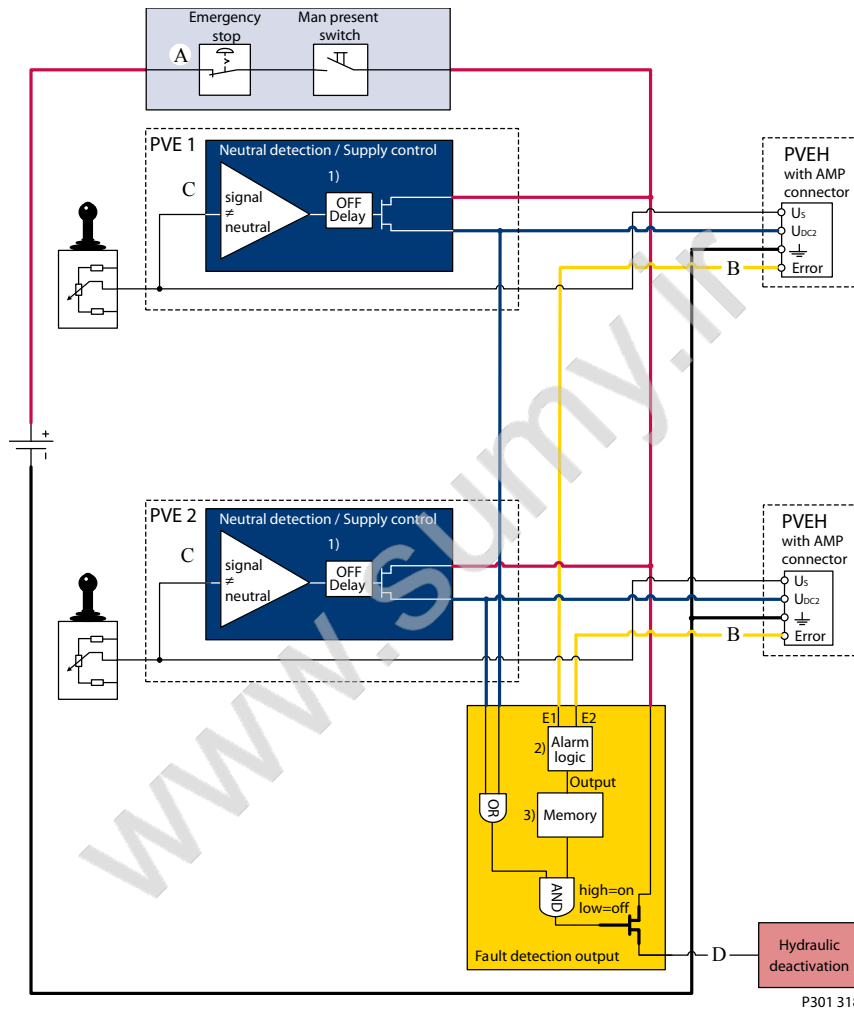 Emergency
stop
Man present
switch
A
PVE 1
Neutral detection / Supply control
C
signal
≠
neutral
1)
OFF
Delay
PVEH
with AMP
connector
US
UDC2
Error
B
+
-
PVE 2
Neutral detection / Supply control
C
signal
≠
neutral
1)
OFF
Delay
PVEH
with AMP
connector
US
UDC2
Error
B
E1 E2
2) Alarm
logic
Output
3) Memory
OR
AND
high=on
low=off
Fault detection output
D
Hydraulic
deactivation
P301 318
www.sumy.ir